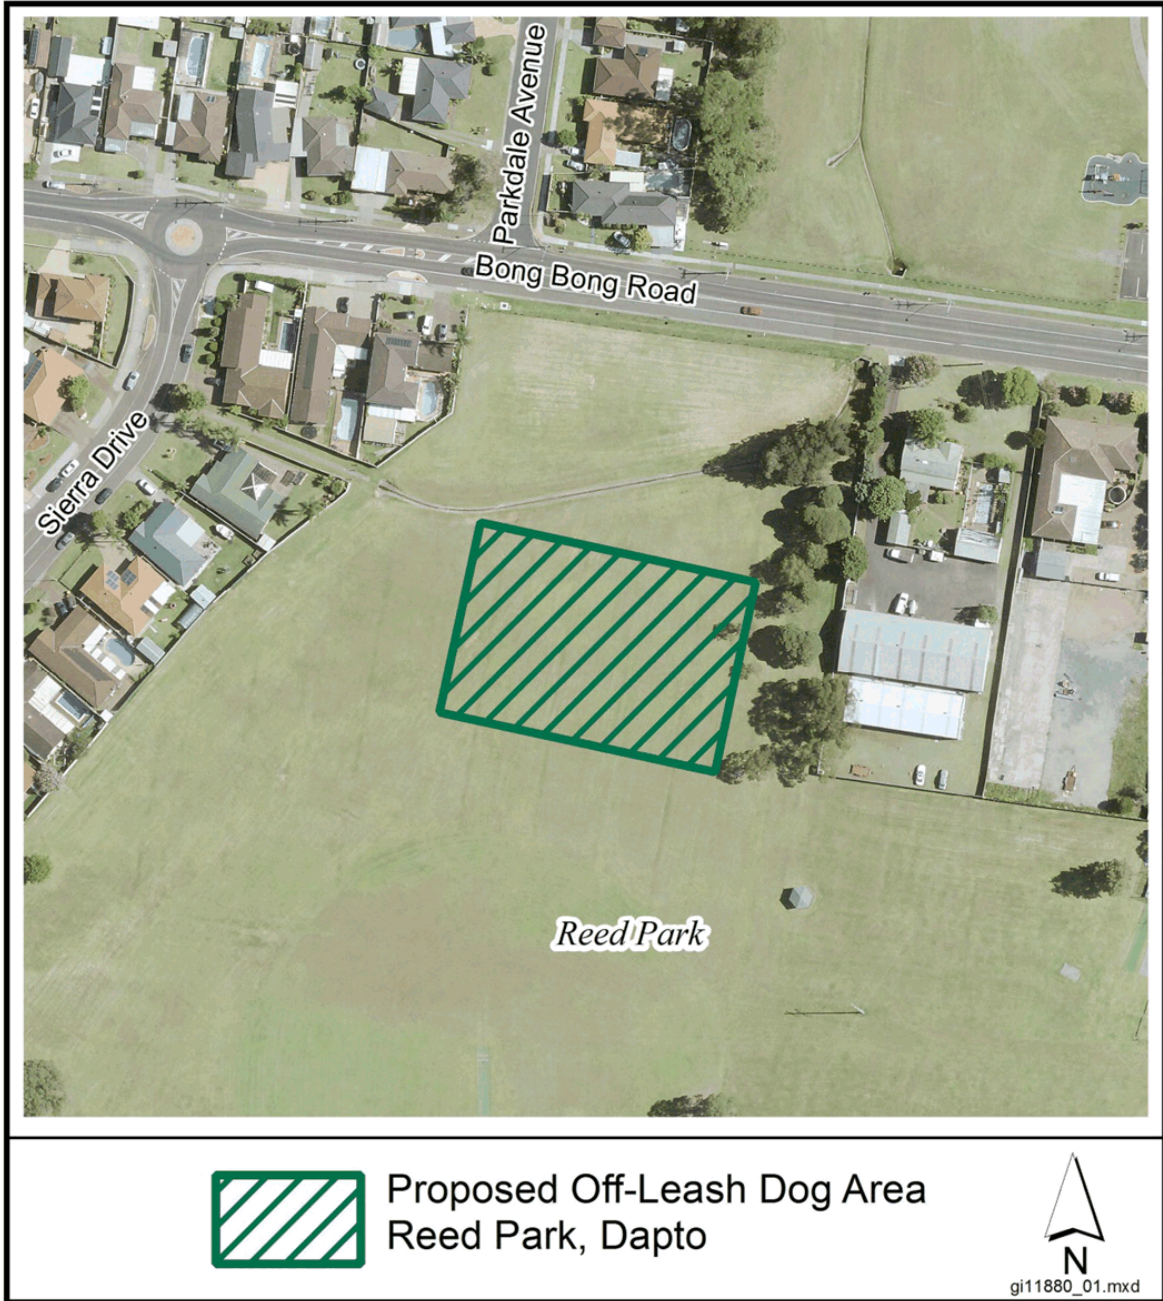 Parkdale Avenue
Bong Bong Road
Sierra Drive
Reed Park
Proposed Off-Leash Dog Area
Reed Park, Dapto
N
gi11880_01.mxd